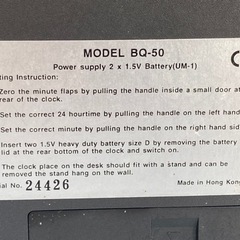 MODEL BQ-50
Power supply 2 x 1.5V Battery(UM-1)
ting Instruction:
Zero the minute flaps by pulling the handle inside a small door at
rear of the clock.
Set the correct 24 hourtime by pulling the handle on the left hand
Set the correct minute by pulling the handle on the right hand sid
Insert two 1.5V heavy duty battery size D by removing the battery
lid at the rear bottom of the clock and switch on.
The clock place on the desk should fit with a stand and can be
removed the stand hang on the wall.
ial No. 24426
Made in Hong Kong